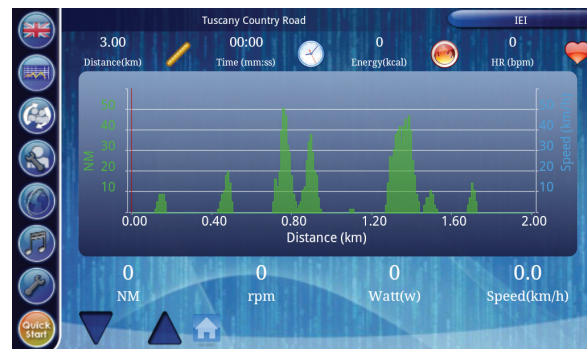 Tuscany Country Road
IEI
3.00
00:00
0
0
Distance(km)
Time (mm:ss)
Energy(kcal)
HR (bpm)
50
40
30
20
10
NM
50
40
30
20
10
Speed (km/h)
0.00
0.40
0.80
1.20
1.60
2.00
Distance (km)
0
0
0
0.0
NM
rpm
Watt(w)
Speed(km/h)
Quick
Start